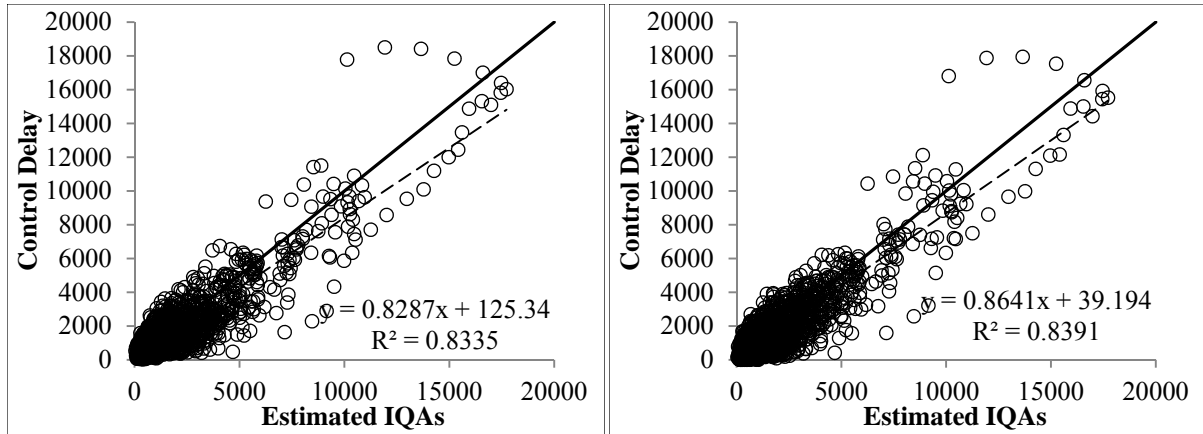 20000
18000
16000
14000
12000
10000
8000
6000
4000
2000
0
Control Delay
y = 0.8287x + 125.34
R² = 0.8335
0 5000 10000 15000 20000
Estimated IQAs
20000
18000
16000
14000
12000
10000
8000
6000
4000
2000
0
Control Delay
y = 0.8641x + 39.194
R² = 0.8391
0 5000 10000 15000 20000
Estimated IQAs